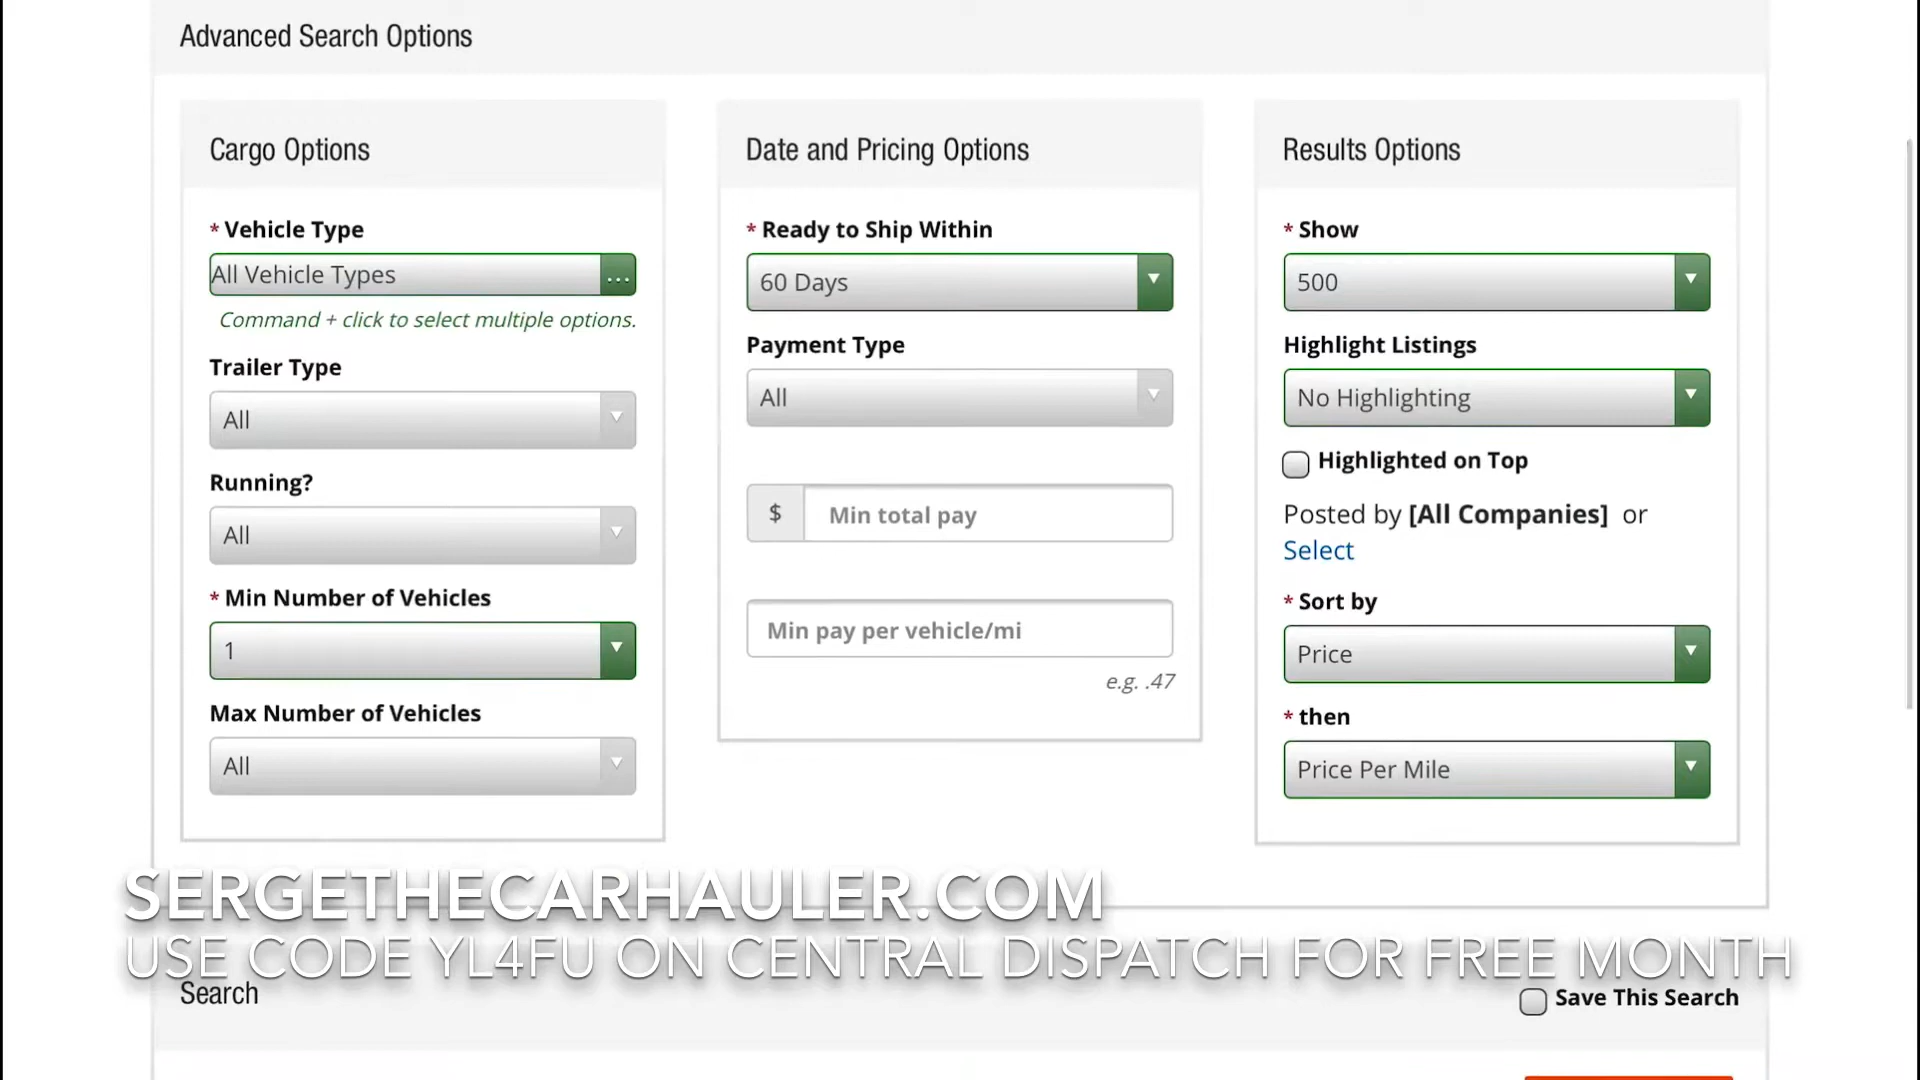 Advanced Search Options
Cargo Options
* Vehicle Type
All Vehicle Types
...
Command + click to select multiple options.
Trailer Type
All
Running?
All
* Min Number of Vehicles
1
Max Number of Vehicles
All
Date and Pricing Options
* Ready to Ship Within
60 Days
Payment Type
All
$ Min total pay
Min pay per vehicle/mi
e.g. .47
Results Options
* Show
500
Highlight Listings
No Highlighting
Highlighted on Top
Posted by [All Companies] or
Select
* Sort by
Price
* then
Price Per Mile
SERGETHECARHAULER.COM
USE CODE YL4FU ON CENTRAL DISPATCH FOR FREE MONTH
Search
Save This Search